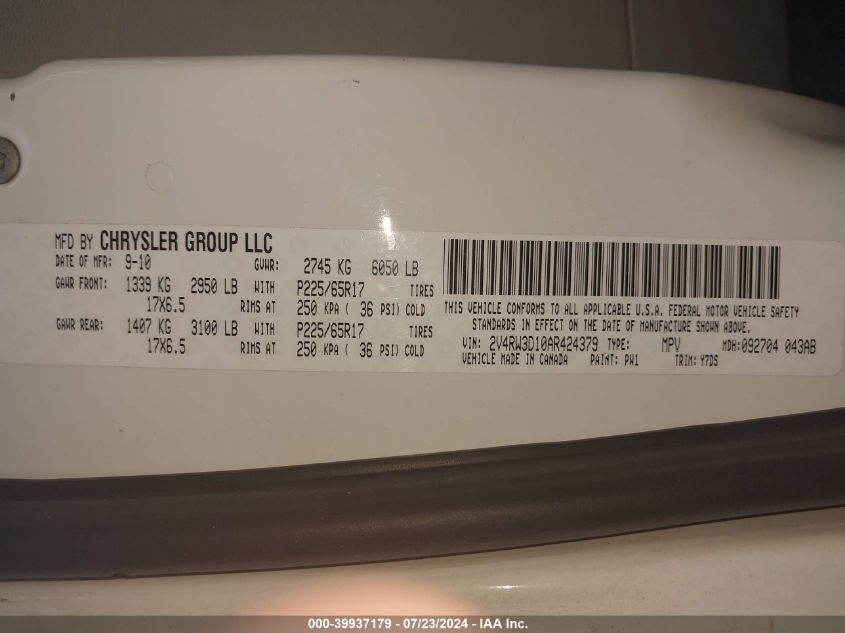 MFD BY CHRYSLER GROUP LLC
DATE OF MFR: 9-10 GVWR: 2745 KG 6050 LB
GAWR FRONT: 1339 KG 2950 LB WITH P225/65R17 TIRES
17X6.5 RIMS AT 250 KPA ( 36 PSI) COLD
GAWR REAR: 1407 KG 3100 LB WITH P225/65R17 TIRES
17X6.5 RIMS AT 250 KPA ( 36 PSI) COLD
THIS VEHICLE CONFORMS TO ALL APPLICABLE U.S.A. FEDERAL MOTOR VEHICLE SAFETY
STANDARDS IN EFFECT ON THE DATE OF MANUFACTURE SHOWN ABOVE.
VIN: 2V4RW3D10AR424379 TYPE: MPV MDH:092704 043AB
VEHICLE MADE IN CANADA PAINT: PW1 TRIM: Y7DS
000-39937179 - 07/23/2024 - IAA Inc.